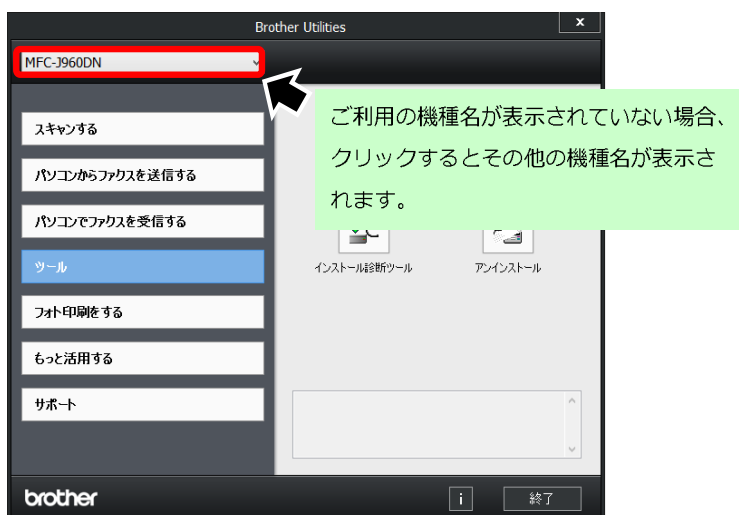 Brother Utilities
x
MFC-J960DN
ご利用の機種名が表示されていない場合、
クリックするとその他の機種名が表示さ
れます。
スキャンする
パソコンからファクスを送信する
パソコンでファクスを受信する
ツール
フォト印刷をする
もっと活用する
サポート
インストール診断ツール
アンインストール
brother
i
終了